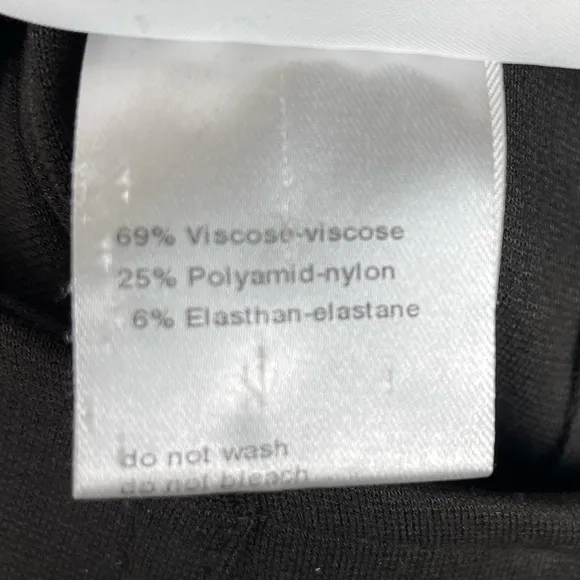 69% Viscose-viscose
25% Polyamid-nylon
6% Elasthan-elastane
do not wash
do not bleach